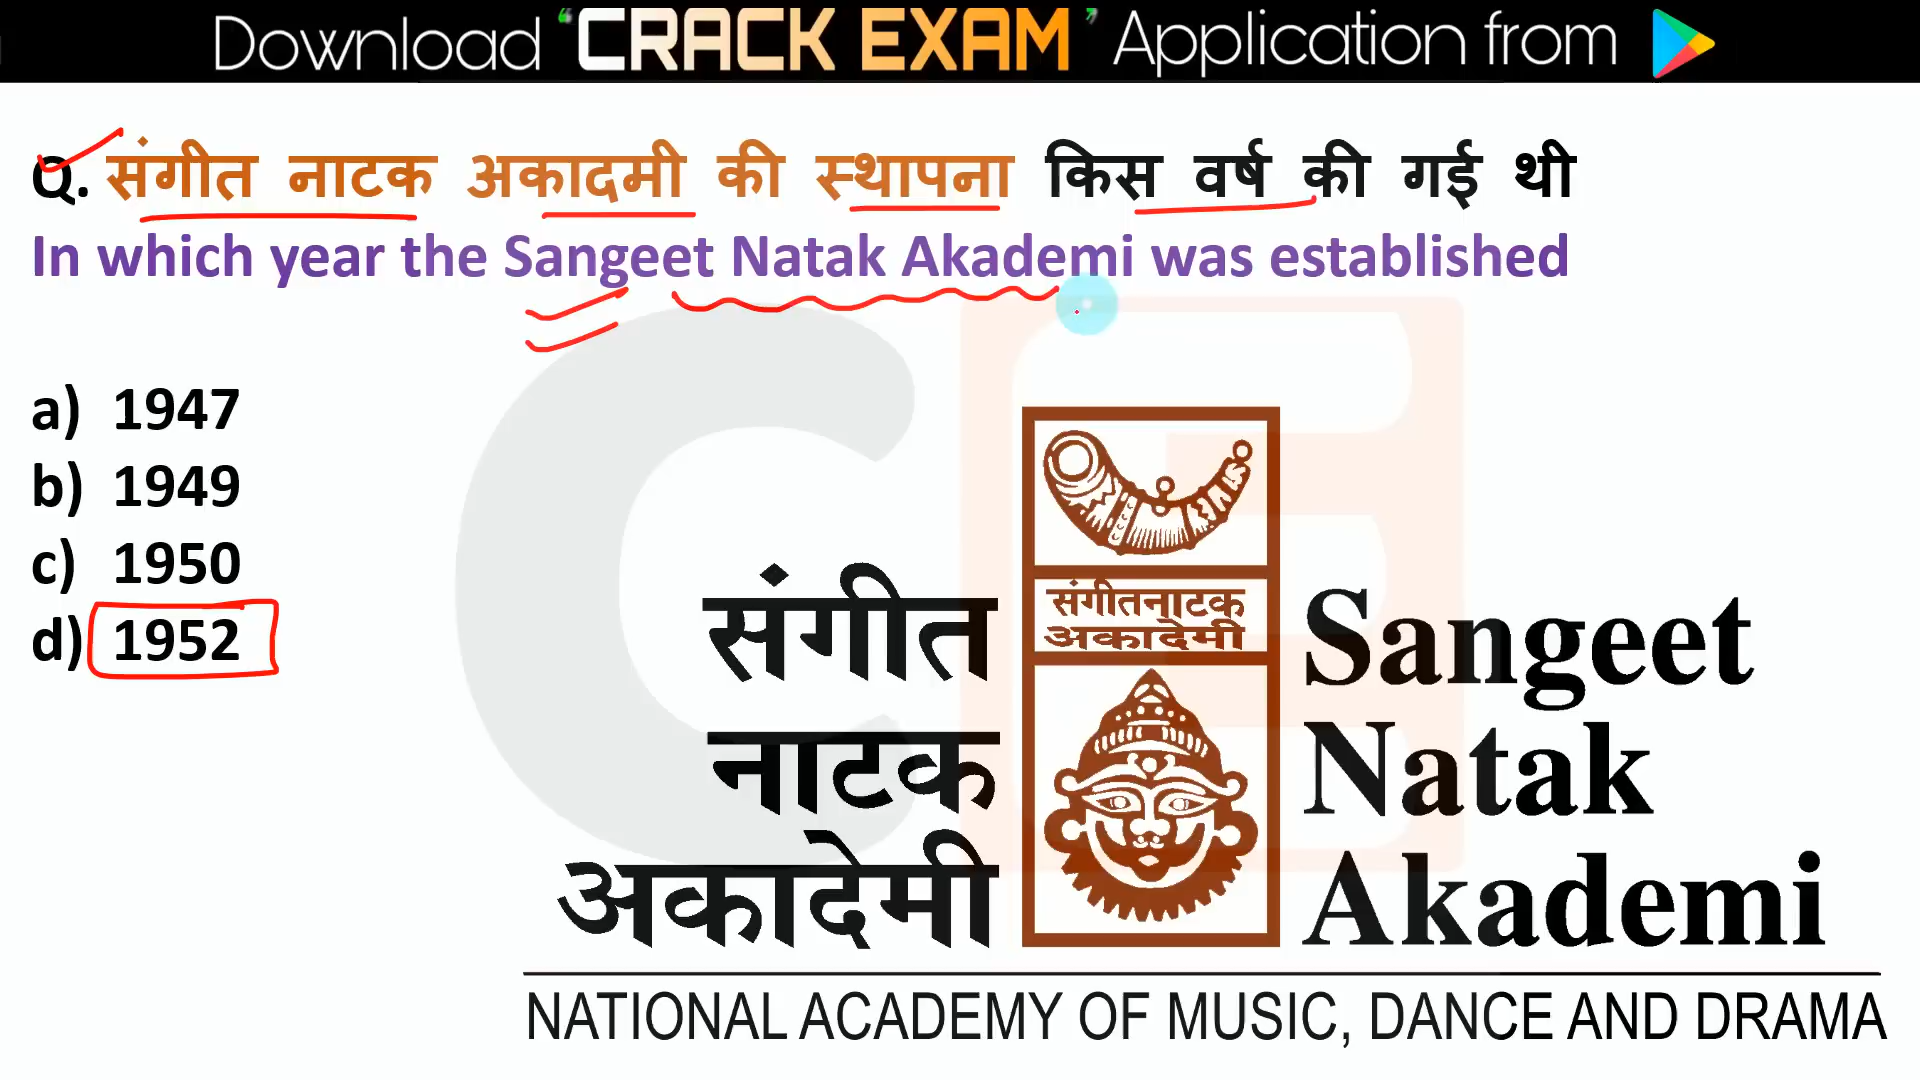 Download ‘CRACK EXAM’ Application from
Q. संगीत नाटक अकादमी की स्थापना किस वर्ष की गई थी
In which year the Sangeet Natak Akademi was established
a) 1947
b) 1949
c) 1950
d) 1952
संगीत
नाटक
अकादेमी
संगीतनाटक
अकादेमी
Sangeet
Natak
Akademi
NATIONAL ACADEMY OF MUSIC, DANCE AND DRAMA